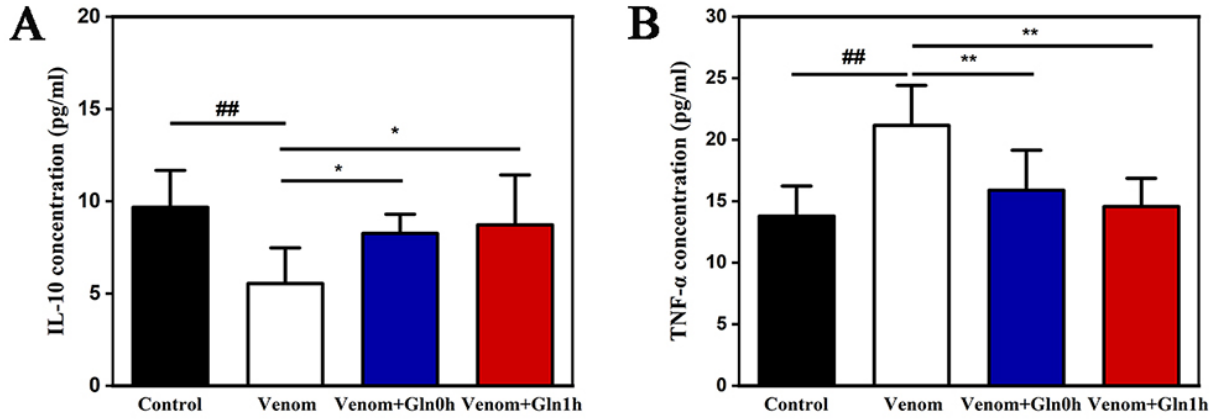 A
IL-10 concentration (pg/ml)
20
15
10
5
0
##
*
*
Control
Venom
Venom+Gln0h
Venom+Gln1h
B
TNF-α concentration (pg/ml)
30
25
20
15
10
5
0
##
**
**
Control
Venom
Venom+Gln0h
Venom+Gln1h